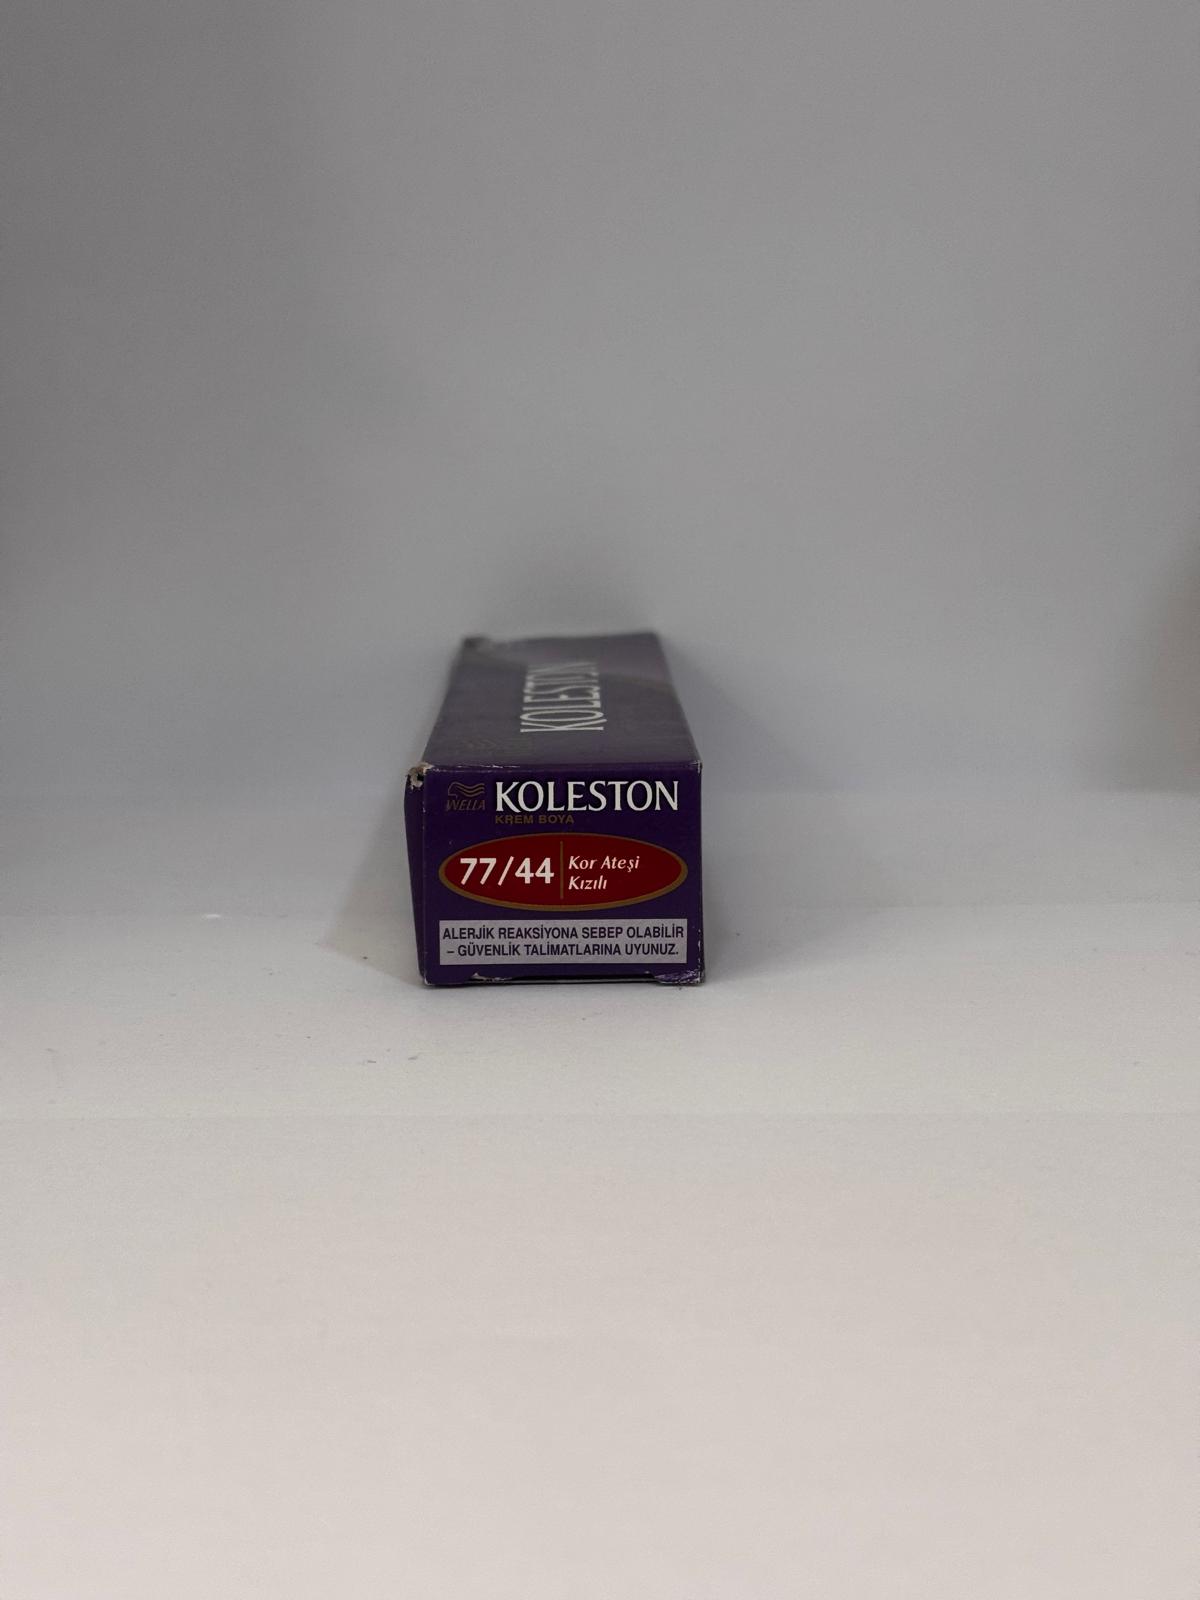 KOLESTON
WELLA
KOLESTON
KREM BOYA
77/44
Kor Ateşi
Kızılı
ALERJİK REAKSİYONA SEBEP OLABİLİR
– GÜVENLİK TALİMATLARINA UYUNUZ.